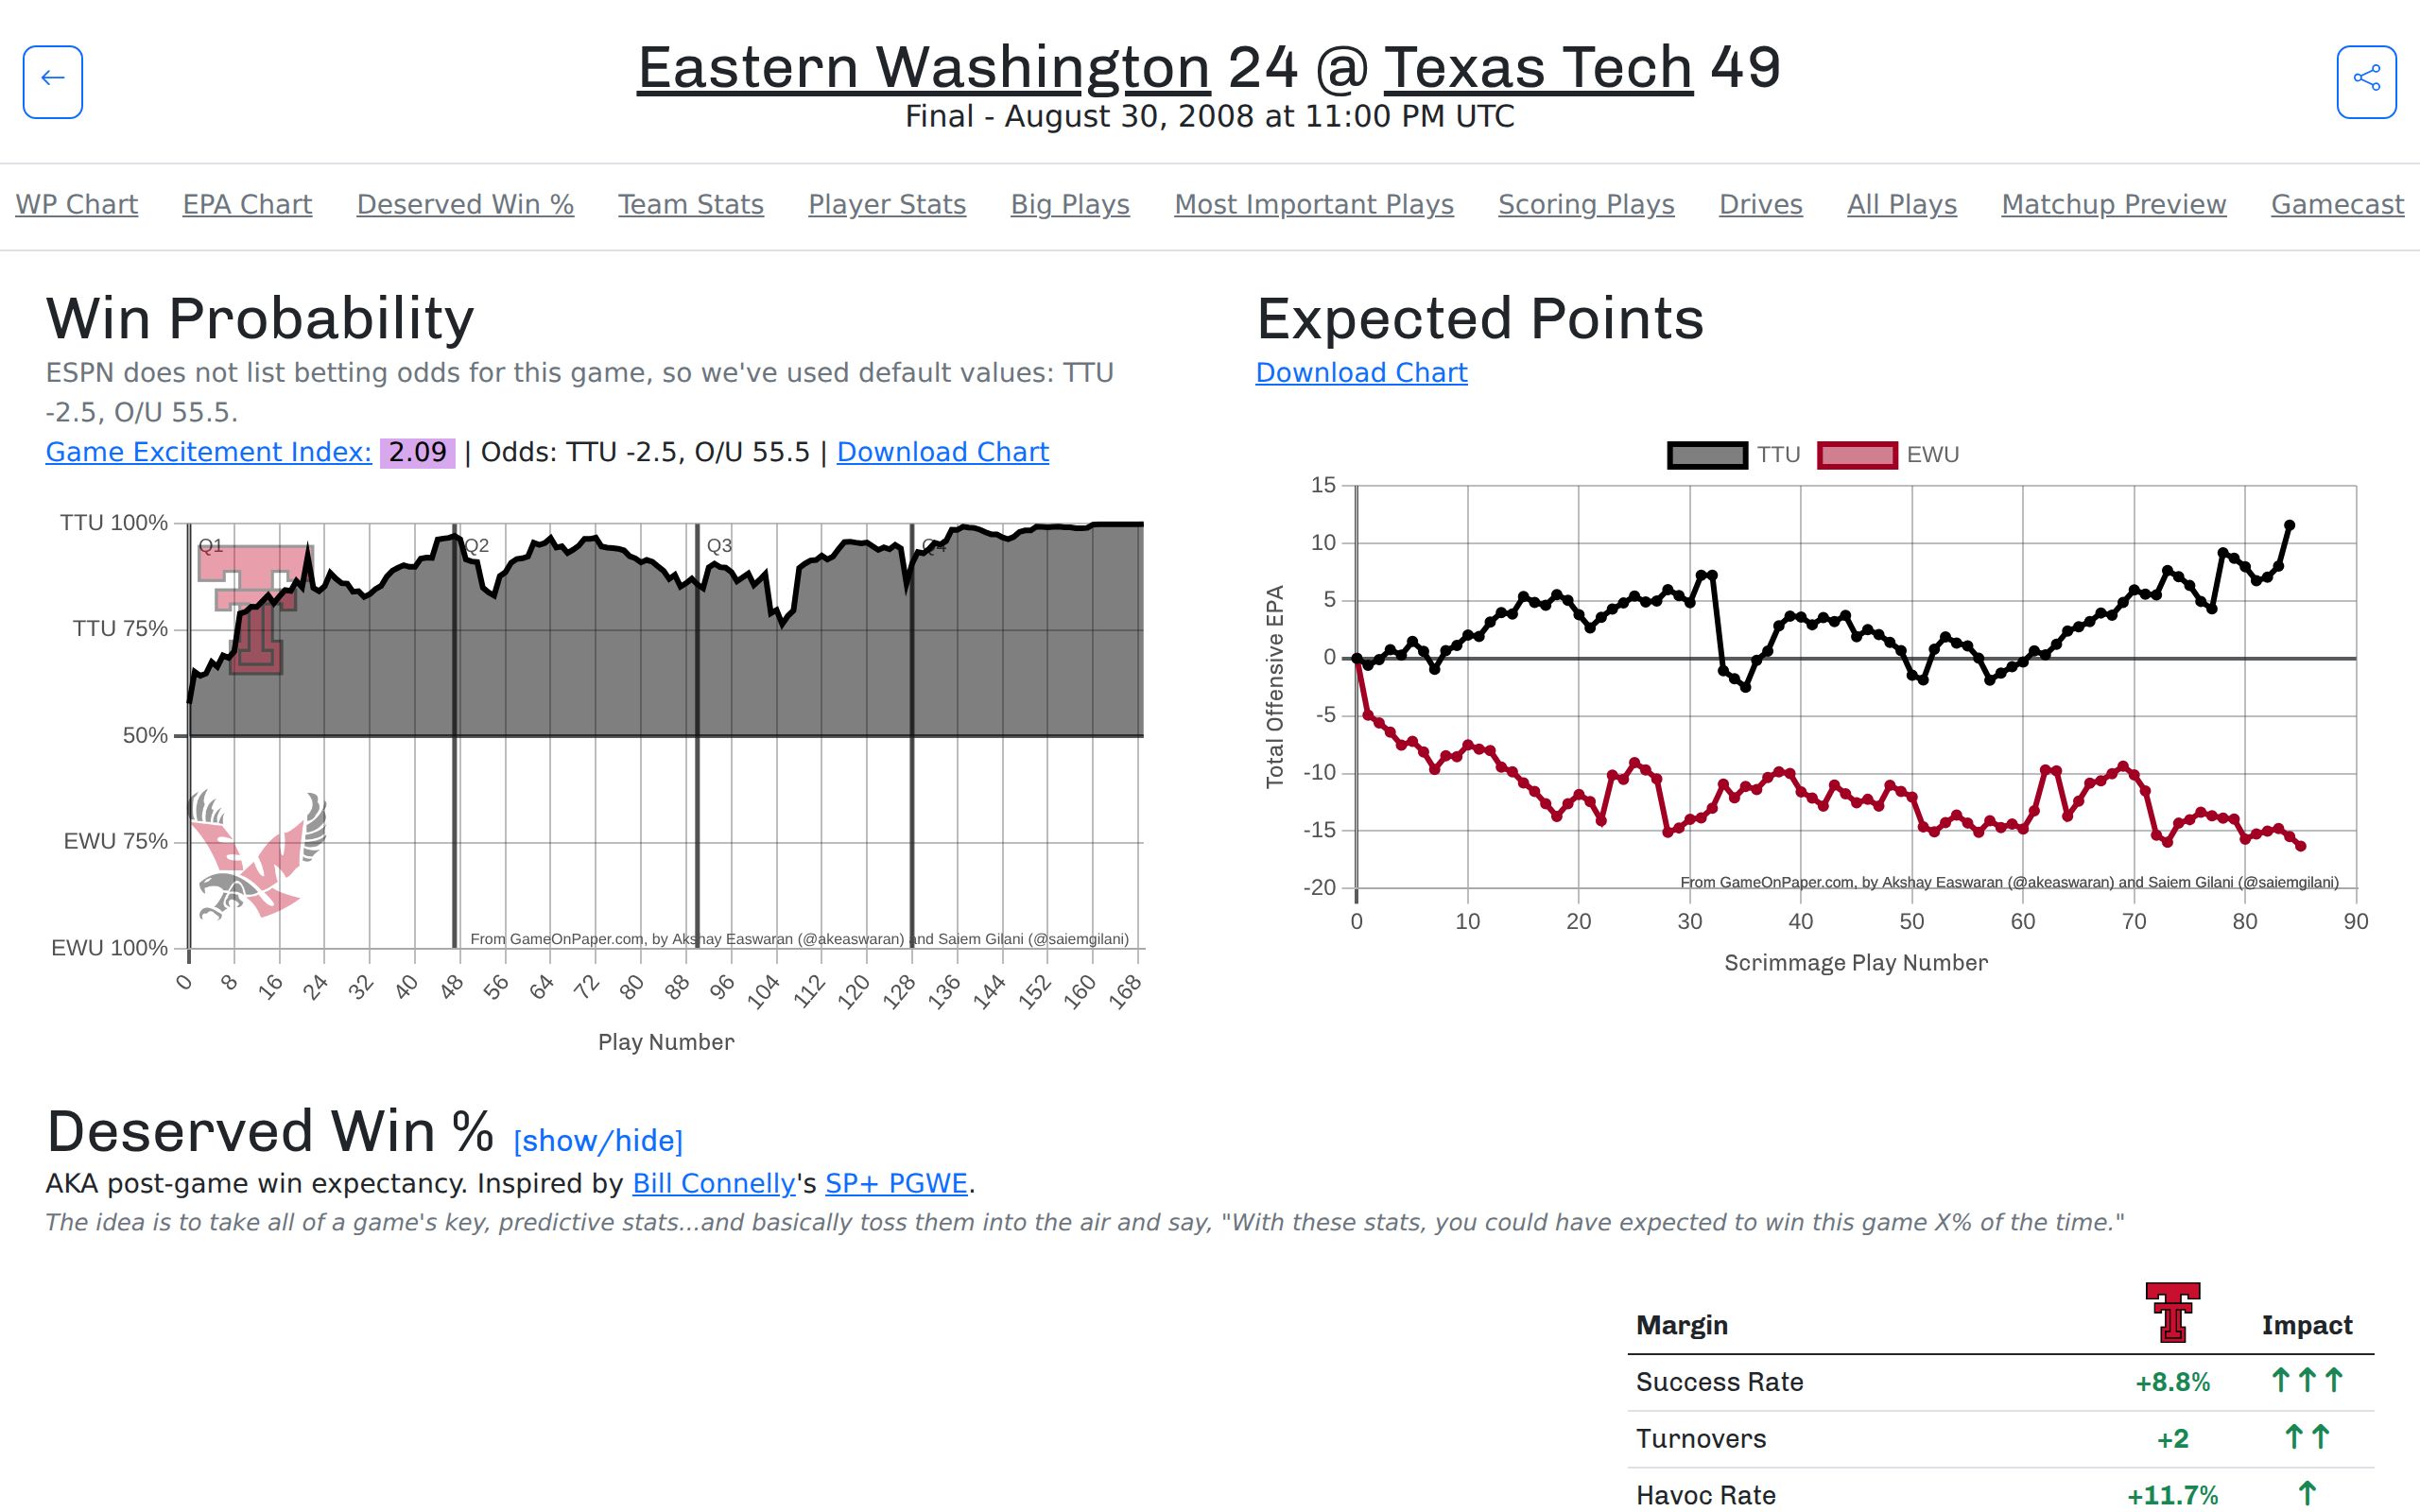 Eastern Washington 24 @ Texas Tech 49
Final - August 30, 2008 at 11:00 PM UTC
WP Chart EPA Chart Deserved Win % Team Stats Player Stats Big Plays Most Important Plays Scoring Plays Drives All Plays Matchup Preview Gamecast
Win Probability
ESPN does not list betting odds for this game, so we've used default values: TTU
-2.5, O/U 55.5.
Game Excitement Index: 2.09 | Odds: TTU -2.5, O/U 55.5 | Download Chart
TTU 100%
TTU 75%
50%
EWU 75%
EWU 100%
Q1 Q2 Q3 Q4
From GameOnPaper.com, by Akshay Easwaran (@akeaswaran) and Saiem Gilani (@saiemgilani)
0 8 16 24 32 40 48 56 64 72 80 88 96 104 112 120 128 136 144 152 160 168
Play Number
Expected Points
Download Chart
TTU EWU
15
10
5
0
-5
-10
-15
-20
Total Offensive EPA
From GameOnPaper.com, by Akshay Easwaran (@akeaswaran) and Saiem Gilani (@saiemgilani)
0 10 20 30 40 50 60 70 80 90
Scrimmage Play Number
Deserved Win % [show/hide]
AKA post-game win expectancy. Inspired by Bill Connelly's SP+ PGWE.
The idea is to take all of a game's key, predictive stats...and basically toss them into the air and say, "With these stats, you could have expected to win this game X% of the time."
Margin Impact
Success Rate +8.8% ↑↑↑
Turnovers +2 ↑↑
Havoc Rate +11.7% ↑